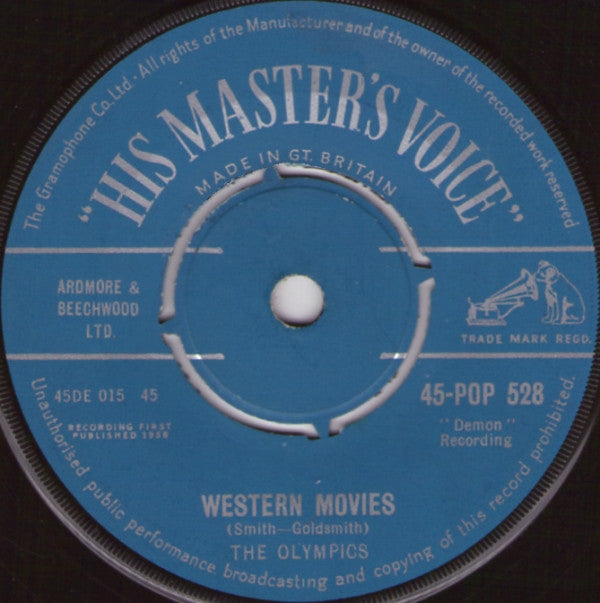 The Gramophone Co. Ltd · All rights of the Manufacturer and of the owner of the recorded work reserved
"HIS MASTER'S VOICE"
MADE IN GT. BRITAIN
ARDMORE &
BEECHWOOD
LTD.
TRADE MARK REGD.
45DE 015 45
RECORDING FIRST
PUBLISHED 1958
45-POP 528
"Demon"
Recording
WESTERN MOVIES
(Smith—Goldsmith)
THE OLYMPICS
Unauthorised public performance broadcasting and copying of this record prohibited.